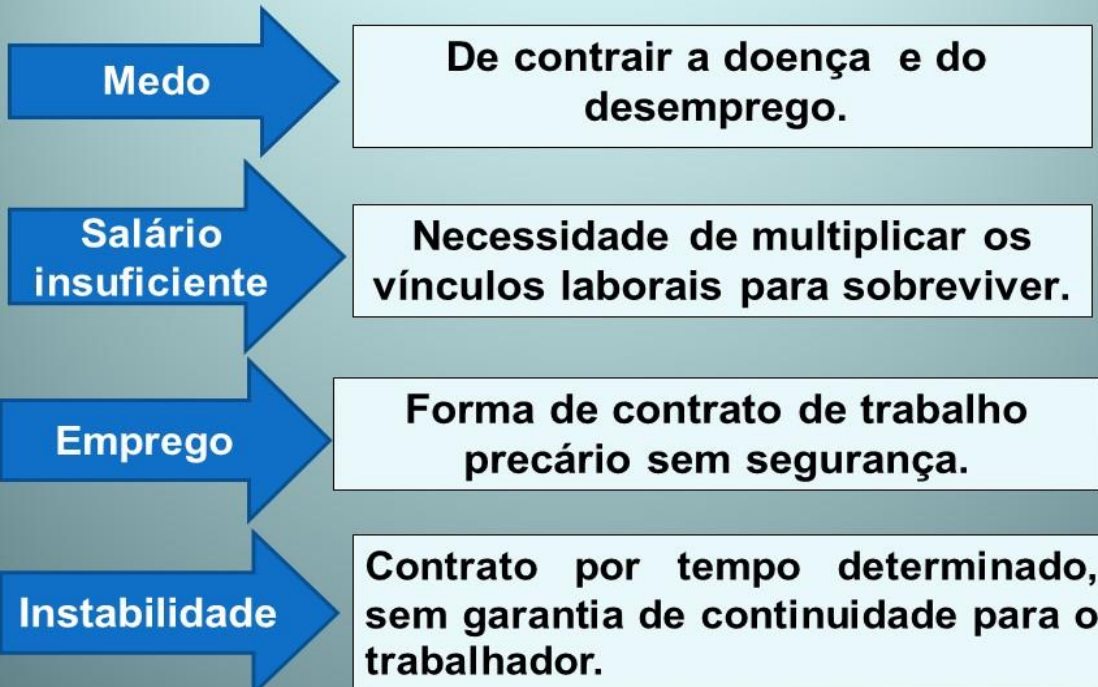 Medo
De contrair a doença e do
desemprego.
Salário
insuficiente
Necessidade de multiplicar os
vínculos laborais para sobreviver.
Emprego
Forma de contrato de trabalho
precário sem segurança.
Instabilidade
Contrato por tempo determinado,
sem garantia de continuidade para o
trabalhador.